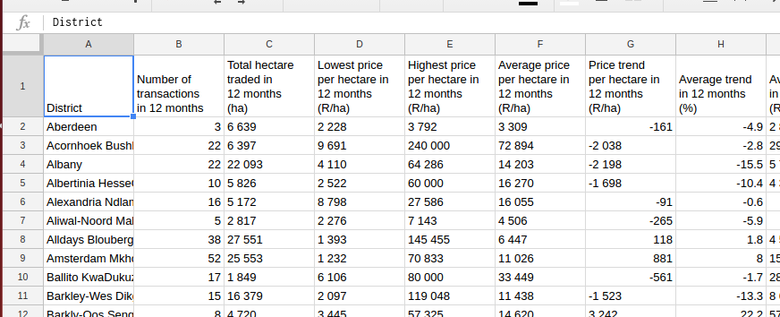 fx District
A B C D E F G H
1 District Number of transactions in 12 months Total hectare traded in 12 months (ha) Lowest price per hectare in 12 months (R/ha) Highest price per hectare in 12 months (R/ha) Average price per hectare in 12 months (R/ha) Price trend per hectare in 12 months (R/ha) Average trend in 12 months (%)
2 Aberdeen 3 6 639 2 228 3 792 3 309 -161 -4.9 2
3 Acornhoek Bushl 22 6 397 9 691 240 000 72 894 -2 038 -2.8 29
4 Albany 22 22 093 4 110 64 286 14 203 -2 198 -15.5 5
5 Albertinia Hesse 10 5 826 2 522 60 000 16 270 -1 698 -10.4 4
6 Alexandria Ndlam 16 5 172 8 798 27 586 16 055 -91 -0.6
7 Aliwal-Noord Mal 5 2 817 2 276 7 143 4 506 -265 -5.9
8 Alldays Blouberg 38 27 551 1 393 145 455 6 447 118 1.8 4
9 Amsterdam Mkho 52 25 553 1 232 70 833 11 026 881 8 15
10 Ballito KwaDukuz 17 1 849 6 106 80 000 33 449 -561 -1.7 28
11 Barkley-Wes Dik 15 16 379 2 097 119 048 11 438 -1 523 -13.3 8
12 Barkly-Oos Senq 8 4 720 3 445 57 325 14 620 3 242 22.2 57